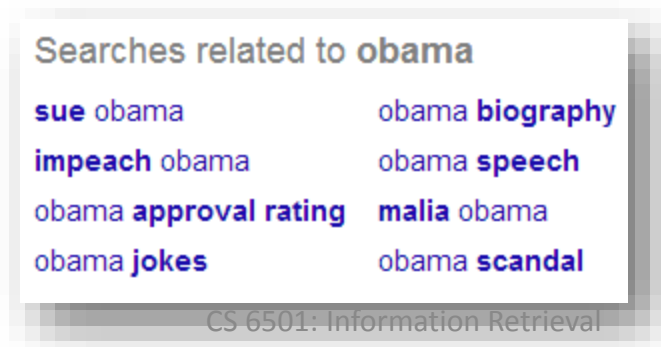 Searches related to obama
sue obama
obama biography
impeach obama
obama speech
obama approval rating
malia obama
obama jokes
obama scandal
CS 6501: Information Retrieval